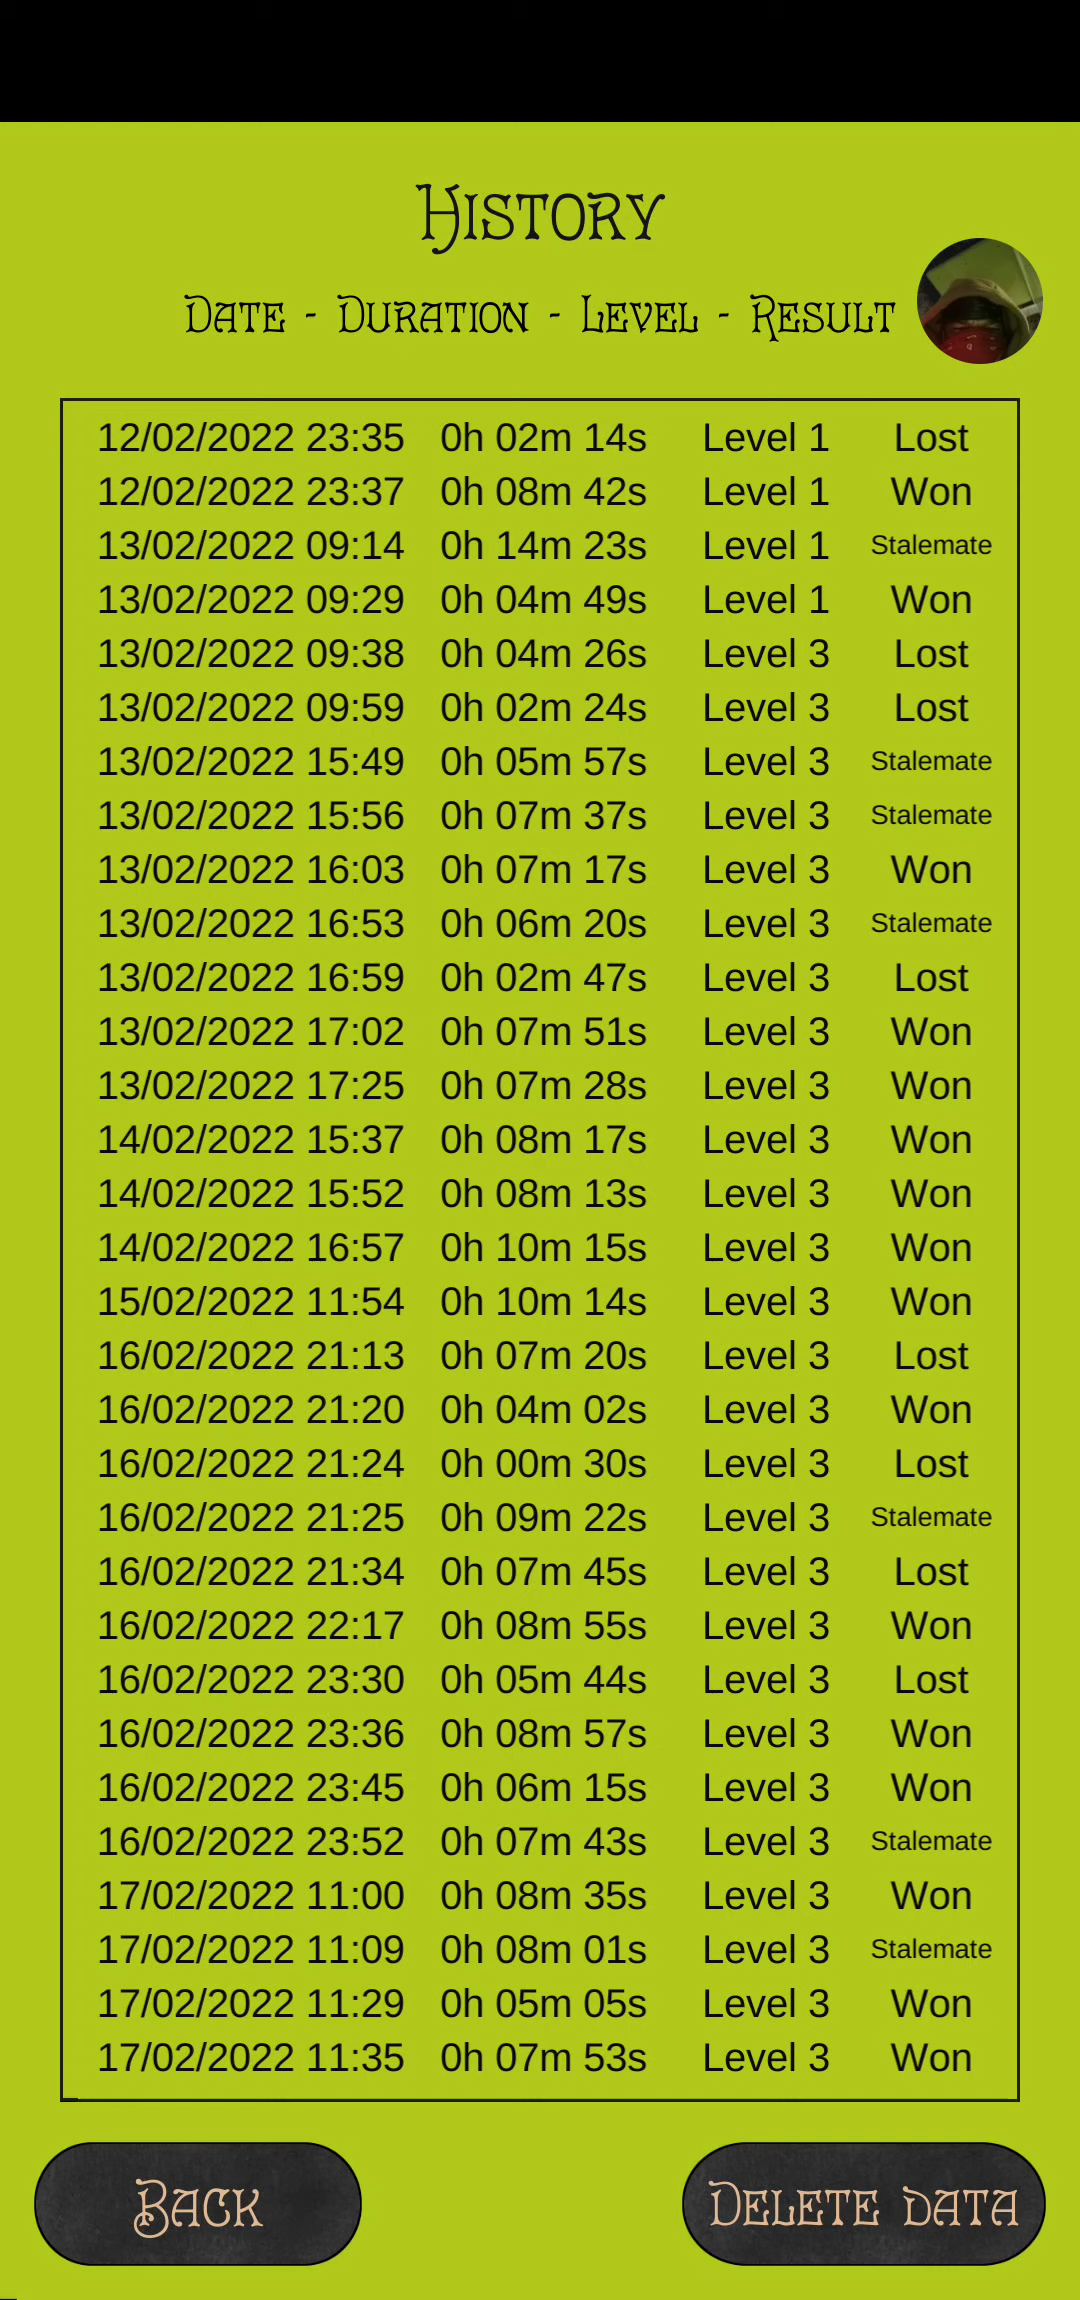 History
Date - Duration - Level - Result
12/02/2022 23:35 0h 02m 14s Level 1 Lost
12/02/2022 23:37 0h 08m 42s Level 1 Won
13/02/2022 09:14 0h 14m 23s Level 1 Stalemate
13/02/2022 09:29 0h 04m 49s Level 1 Won
13/02/2022 09:38 0h 04m 26s Level 3 Lost
13/02/2022 09:59 0h 02m 24s Level 3 Lost
13/02/2022 15:49 0h 05m 57s Level 3 Stalemate
13/02/2022 15:56 0h 07m 37s Level 3 Stalemate
13/02/2022 16:03 0h 07m 17s Level 3 Won
13/02/2022 16:53 0h 06m 20s Level 3 Stalemate
13/02/2022 16:59 0h 02m 47s Level 3 Lost
13/02/2022 17:02 0h 07m 51s Level 3 Won
13/02/2022 17:25 0h 07m 28s Level 3 Won
14/02/2022 15:37 0h 08m 17s Level 3 Won
14/02/2022 15:52 0h 08m 13s Level 3 Won
14/02/2022 16:57 0h 10m 15s Level 3 Won
15/02/2022 11:54 0h 10m 14s Level 3 Won
16/02/2022 21:13 0h 07m 20s Level 3 Lost
16/02/2022 21:20 0h 04m 02s Level 3 Won
16/02/2022 21:24 0h 00m 30s Level 3 Lost
16/02/2022 21:25 0h 09m 22s Level 3 Stalemate
16/02/2022 21:34 0h 07m 45s Level 3 Lost
16/02/2022 22:17 0h 08m 55s Level 3 Won
16/02/2022 23:30 0h 05m 44s Level 3 Lost
16/02/2022 23:36 0h 08m 57s Level 3 Won
16/02/2022 23:45 0h 06m 15s Level 3 Won
16/02/2022 23:52 0h 07m 43s Level 3 Stalemate
17/02/2022 11:00 0h 08m 35s Level 3 Won
17/02/2022 11:09 0h 08m 01s Level 3 Stalemate
17/02/2022 11:29 0h 05m 05s Level 3 Won
17/02/2022 11:35 0h 07m 53s Level 3 Won
Back
Delete data